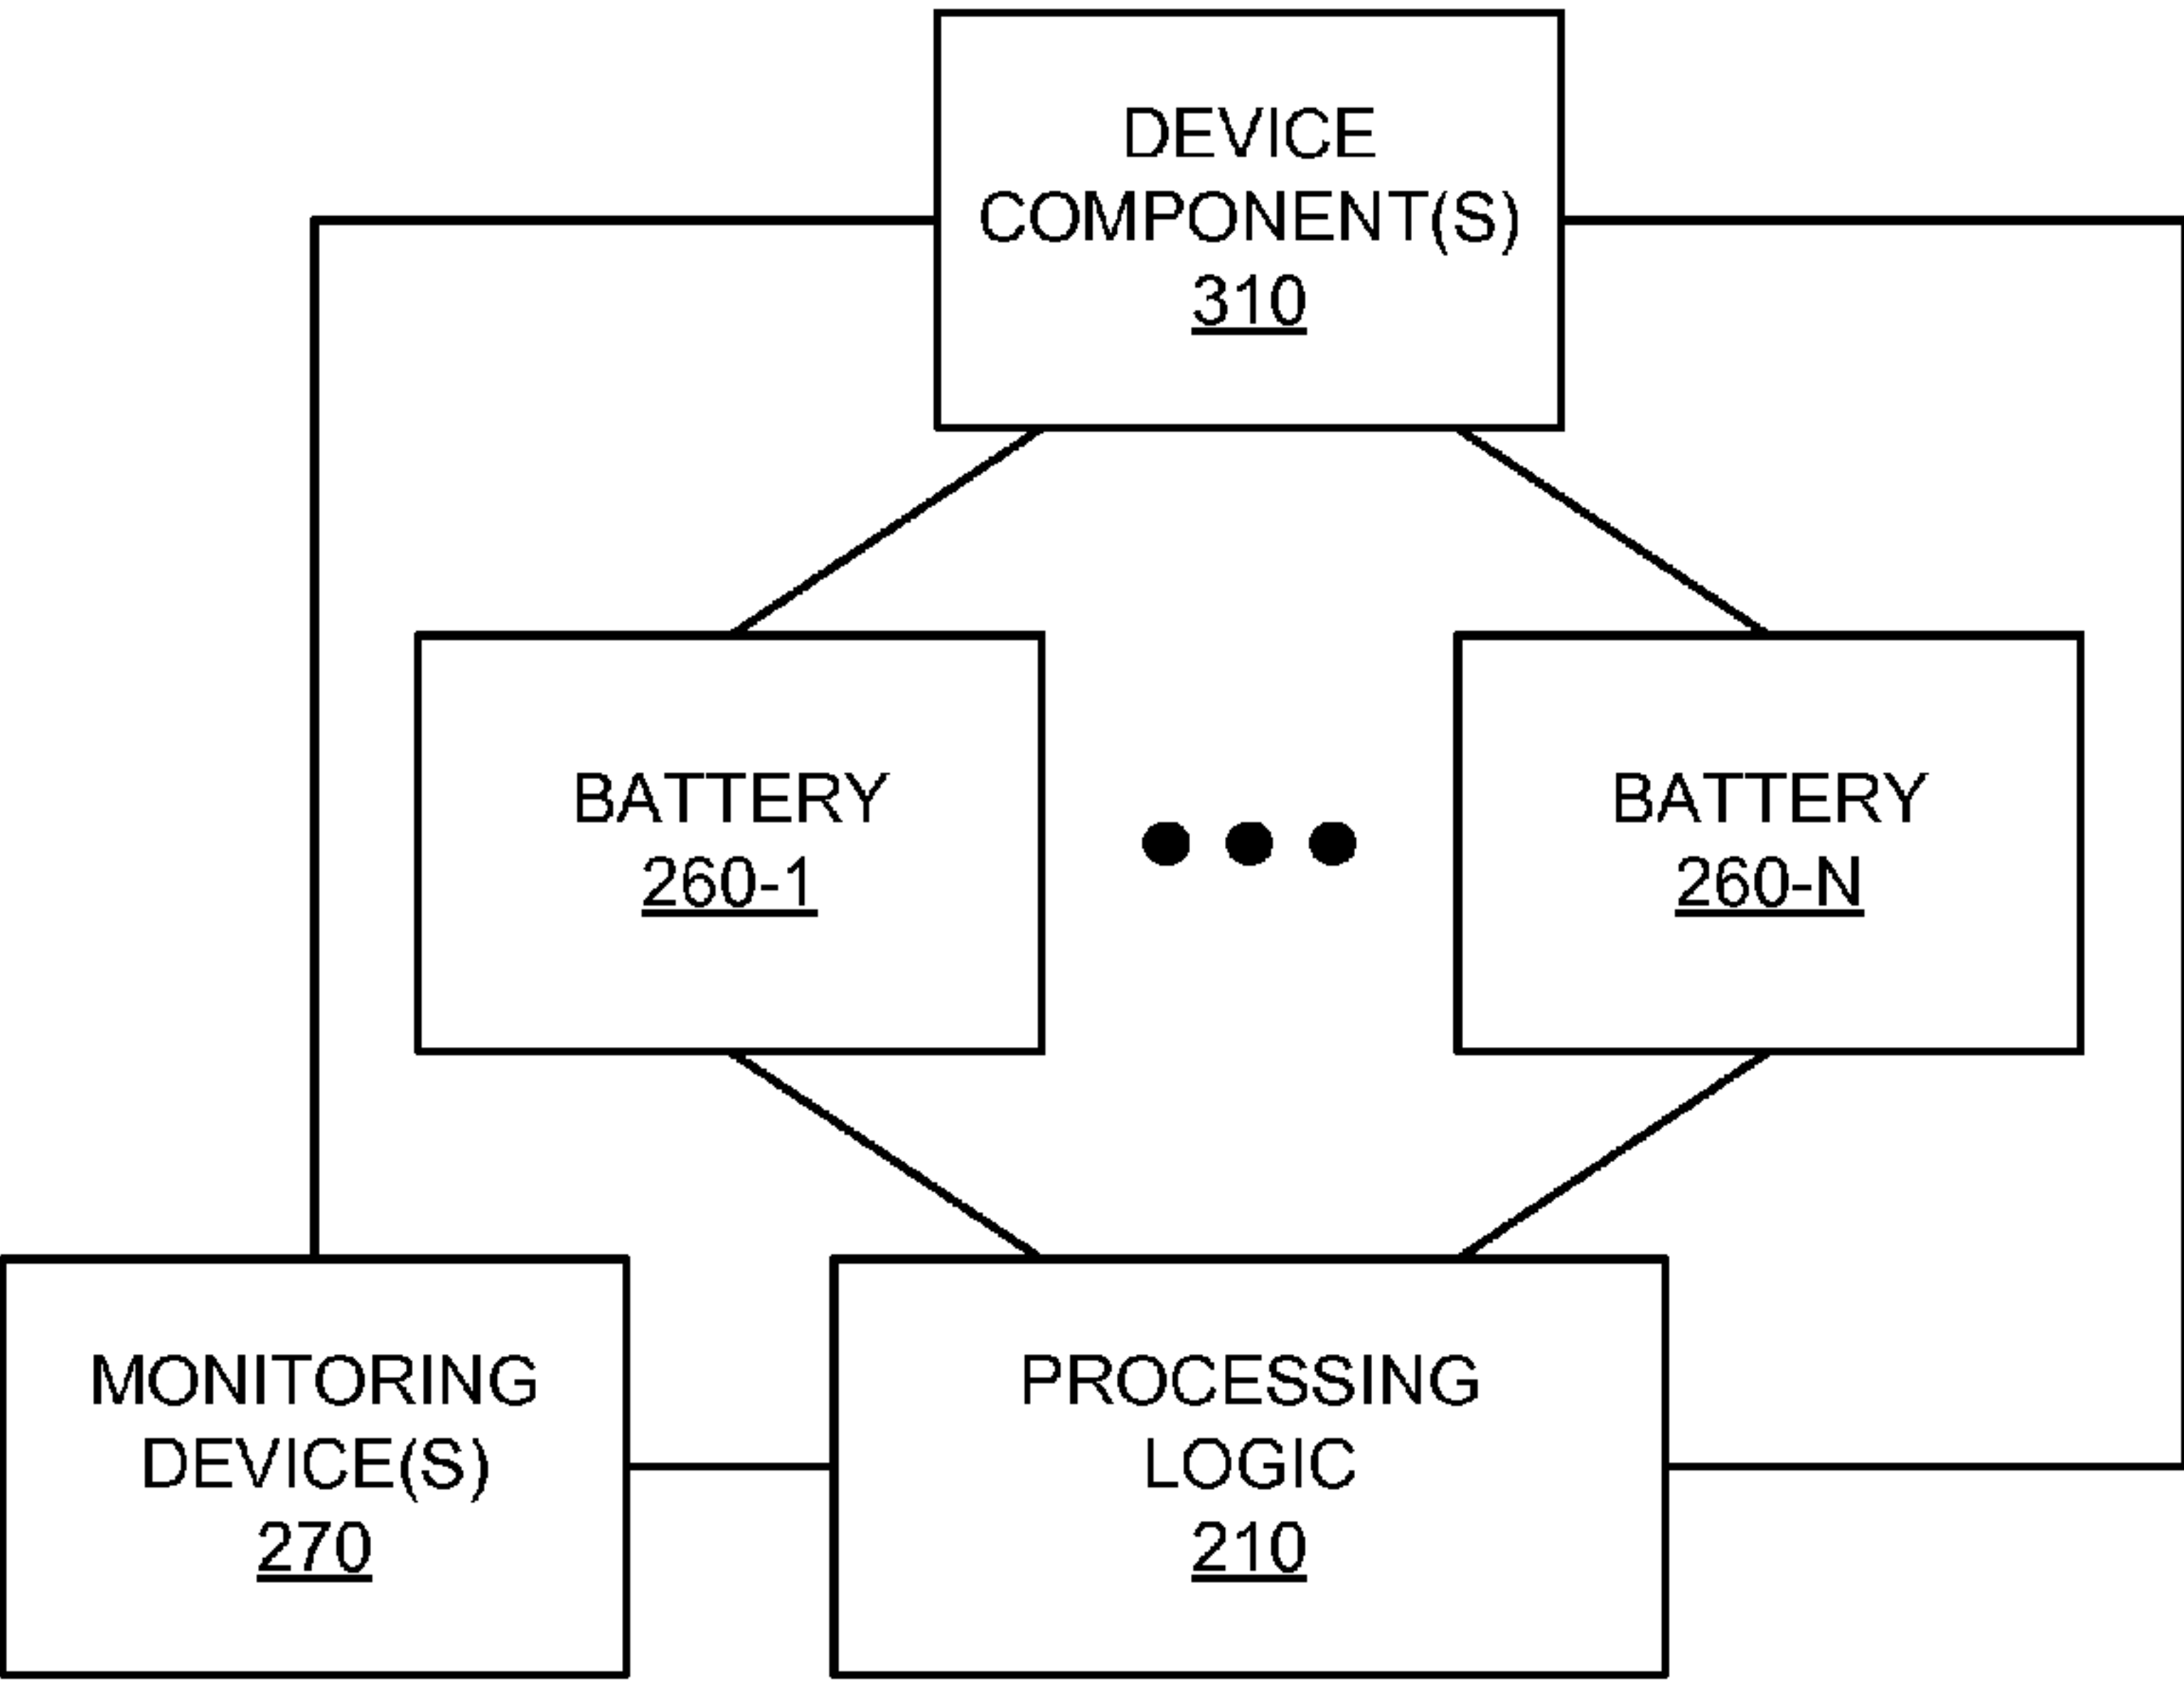 DEVICE
COMPONENT(S)
310
BATTERY
260-1
BATTERY
260-N
MONITORING
DEVICE(S)
270
PROCESSING
LOGIC
210